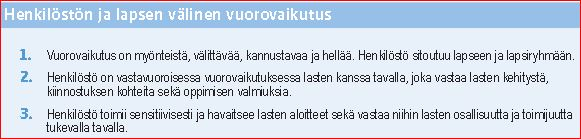 Henkilöstön ja lapsen välinen vuorovaikutus
1. Vuorovaikutus on myönteistä, välittävää, kannustavaa ja hellää. Henkilöstö sitoutuu lapseen ja lapsiryhmään.
2. Henkilöstö on vastavuoroisessa vuorovaikutuksessa lasten kanssa tavalla, joka vastaa lasten kehitystä,
kiinnostuksen kohteita sekä oppimisen valmiuksia.
3. Henkilöstö toimii sensitiivisesti ja havaitsee lasten aloitteet sekä vastaa niihin lasten osallisuutta ja toimijuutta
tukevalla tavalla.